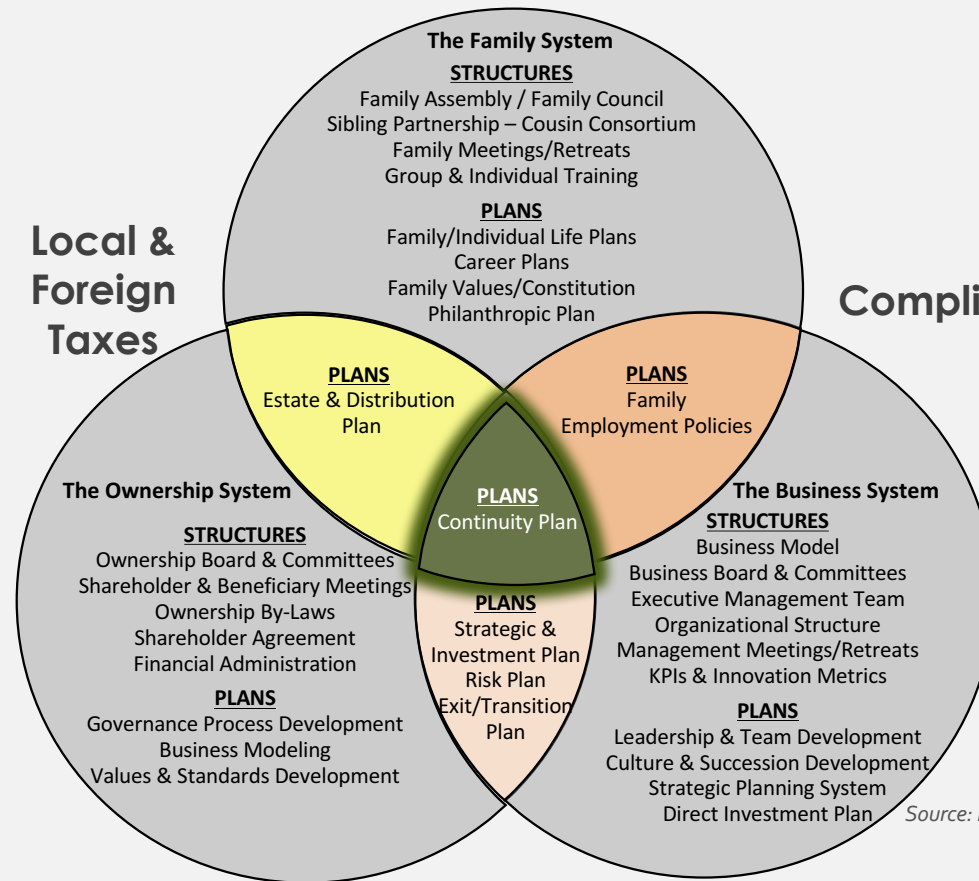 The Family System
STRUCTURES
Family Assembly / Family Council
Sibling Partnership – Cousin Consortium
Family Meetings/Retreats
Group & Individual Training
PLANS
Family/Individual Life Plans
Career Plans
Family Values/Constitution
Philanthropic Plan
Local &
Foreign
Taxes
Compli
PLANS
Estate & Distribution
Plan
PLANS
Family
Employment Policies
PLANS
Continuity Plan
The Ownership System
STRUCTURES
Ownership Board & Committees
Shareholder & Beneficiary Meetings
Ownership By-Laws
Shareholder Agreement
Financial Administration
PLANS
Governance Process Development
Business Modeling
Values & Standards Development
PLANS
Strategic &
Investment Plan
Risk Plan
Exit/Transition
Plan
The Business System
STRUCTURES
Business Model
Business Board & Committees
Executive Management Team
Organizational Structure
Management Meetings/Retreats
KPIs & Innovation Metrics
PLANS
Leadership & Team Development
Culture & Succession Development
Strategic Planning System
Direct Investment Plan
Source: